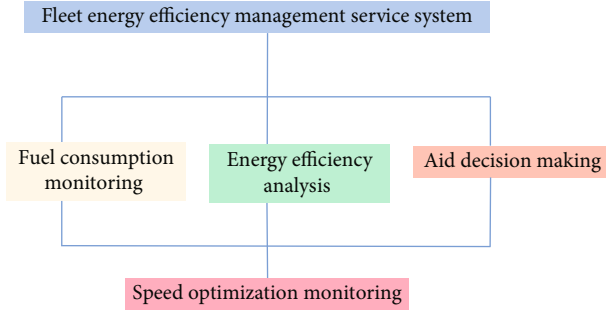 Fleet energy efficiency management service system
Fuel consumption
monitoring
Energy efficiency
analysis
Aid decision making
Speed optimization monitoring